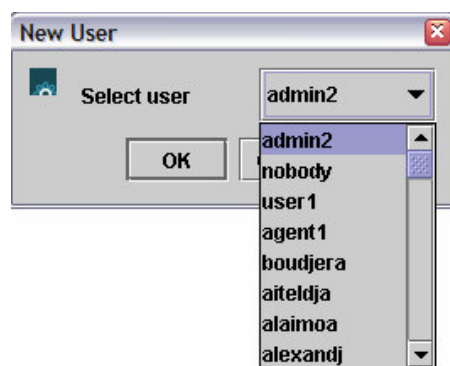 New User
Select user
admin2
OK
admin2
nobody
user1
agent1
boudjera
aiteldja
alaimoa
alexandj